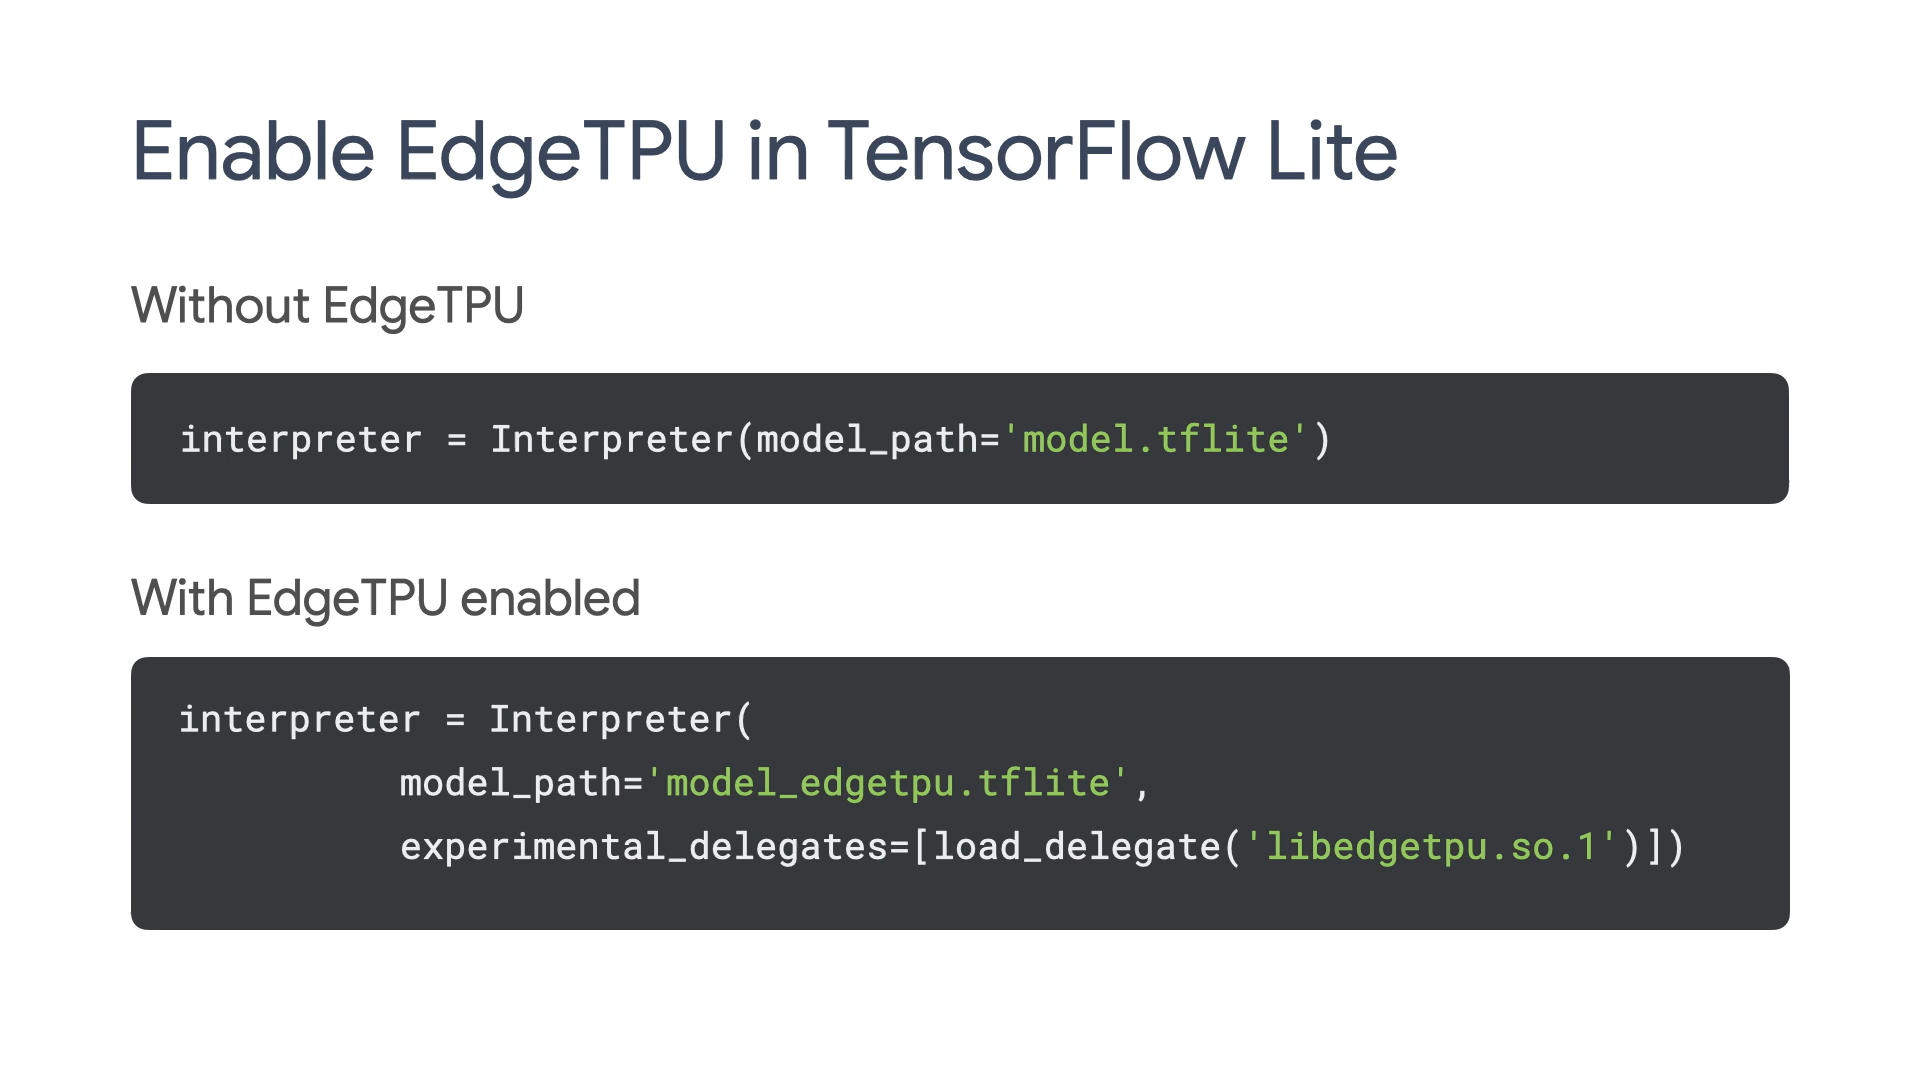 Enable EdgeTPU in TensorFlow Lite
Without EdgeTPU
interpreter = Interpreter(model_path='model.tflite')
With EdgeTPU enabled
interpreter = Interpreter(
model_path='model_edgetpu.tflite',
experimental_delegates=[load_delegate('libedgetpu.so.1')])